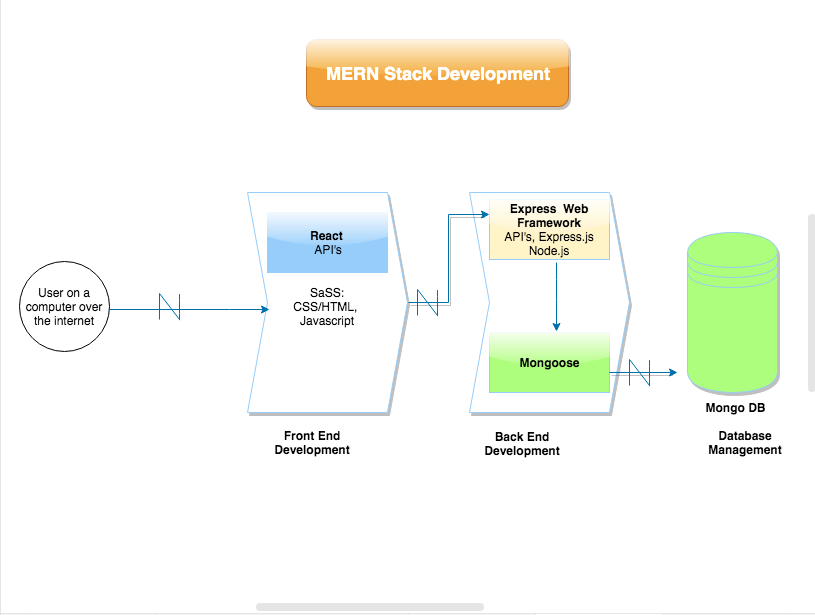 MERN Stack Development
User on a
computer over
the internet
React
API's
SaSS:
CSS/HTML,
Javascript
Front End
Development
Express Web
Framework
API's, Express.js
Node.js
Mongoose
Back End
Development
Mongo DB
Database
Management